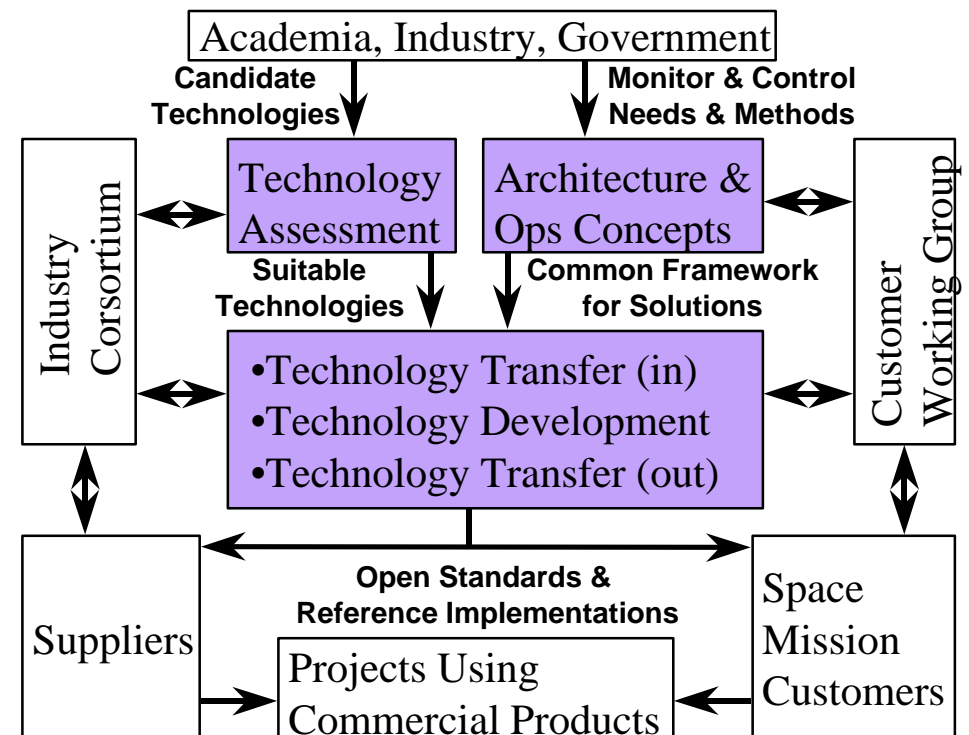 Academia, Industry, Government
Candidate
Technologies
Monitor & Control
Needs & Methods
Technology
Assessment
Architecture &
Ops Concepts
Industry
Corsortium
Customer
Working Group
Suitable
Technologies
Common Framework
for Solutions
•Technology Transfer (in)
•Technology Development
•Technology Transfer (out)
Open Standards &
Reference Implementations
Suppliers
Space
Mission
Customers
Projects Using
Commercial Products